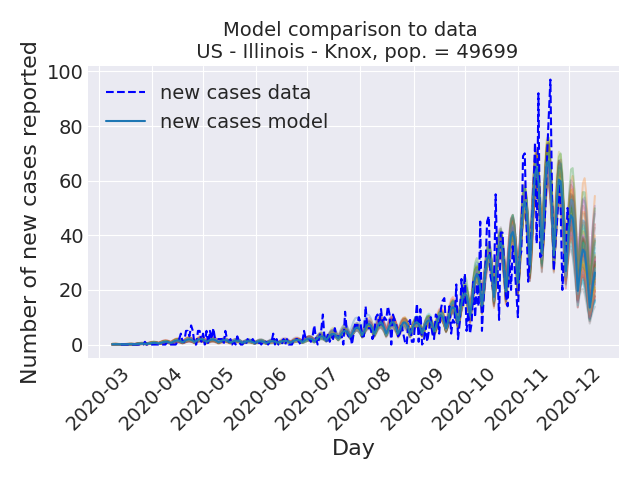 Model comparison to data
US - Illinois - Knox, pop. = 49699
new cases data
new cases model
Number of new cases reported
100
80
60
40
20
0
2020-03
2020-04
2020-05
2020-06
2020-07
2020-08
2020-09
2020-10
2020-11
2020-12
Day